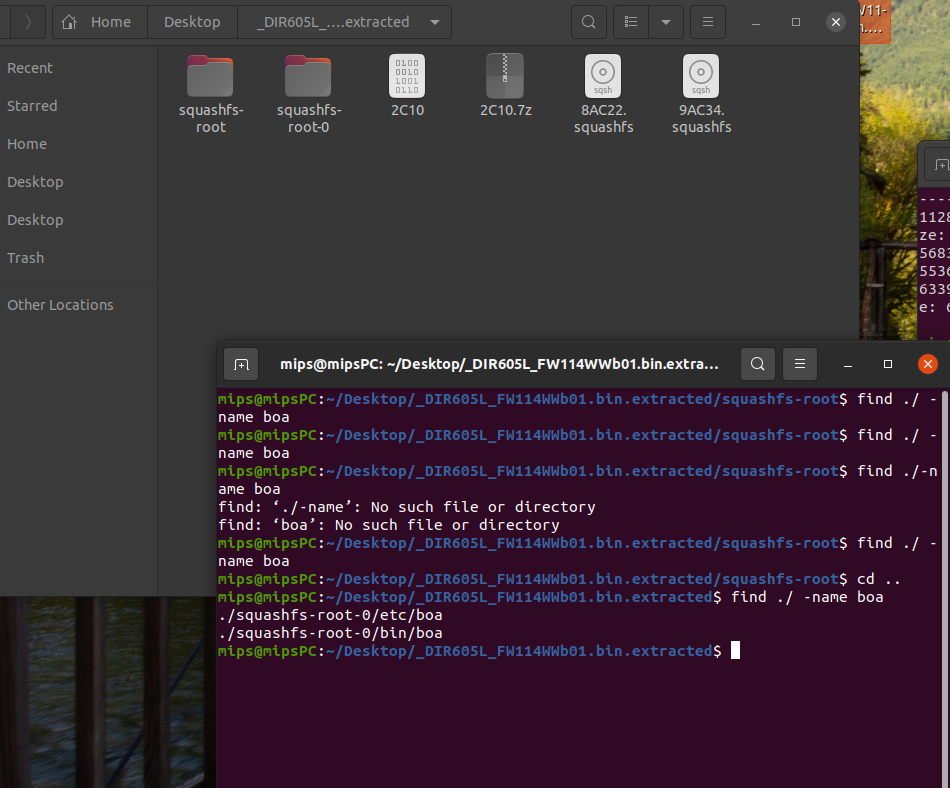 Home
Desktop
_DIR605L_....extracted
Recent
Starred
Home
Desktop
Desktop
Trash
Other Locations
squashfs-
root
squashfs-
root-0
0100
0010
1001
0110
2C10
2C10.7z
sqsh
8AC22.
squashfs
sqsh
9AC34.
squashfs
W11-
1128
ze:
5683
5536
6339
e: 6
mips@mipsPC: ~/Desktop/_DIR605L_FW114WWb01.bin.extra...
mips@mipsPC:~/Desktop/_DIR605L_FW114WWb01.bin.extracted/squashfs-root$ find ./ -
name boa
mips@mipsPC:~/Desktop/_DIR605L_FW114WWb01.bin.extracted/squashfs-root$ find ./ -
name boa
mips@mipsPC:~/Desktop/_DIR605L_FW114WWb01.bin.extracted/squashfs-root$ find ./-n
ame boa
find: ‘./-name’: No such file or directory
find: ‘boa’: No such file or directory
mips@mipsPC:~/Desktop/_DIR605L_FW114WWb01.bin.extracted/squashfs-root$ find ./ -
name boa
mips@mipsPC:~/Desktop/_DIR605L_FW114WWb01.bin.extracted/squashfs-root$ cd ..
mips@mipsPC:~/Desktop/_DIR605L_FW114WWb01.bin.extracted$ find ./ -name boa
./squashfs-root-0/etc/boa
./squashfs-root-0/bin/boa
mips@mipsPC:~/Desktop/_DIR605L_FW114WWb01.bin.extracted$